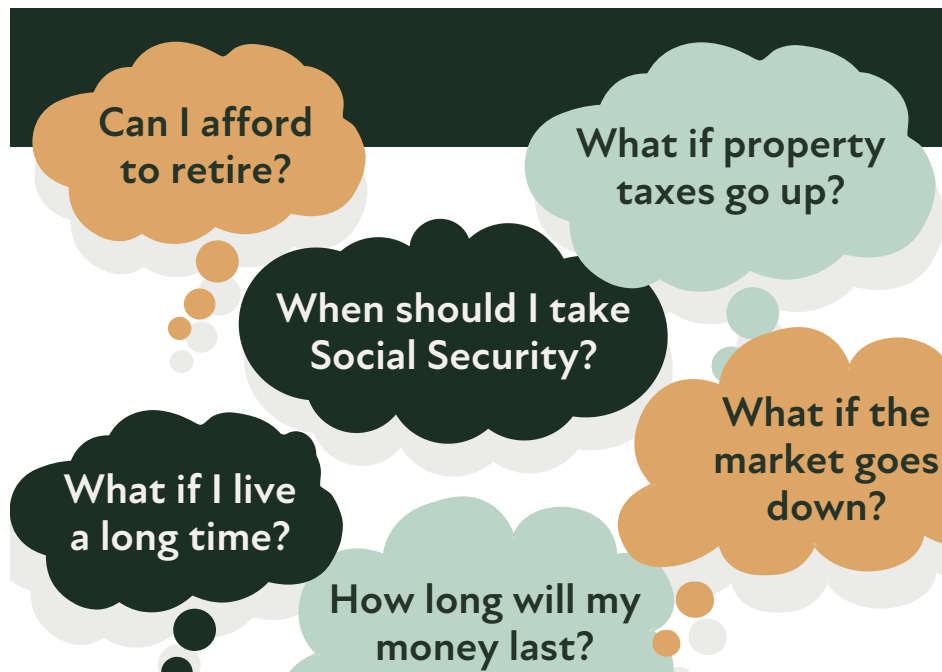 Can I afford
to retire?
What if property
taxes go up?
When should I take
Social Security?
What if the
market goes
down?
What if I live
a long time?
How long will my
money last?